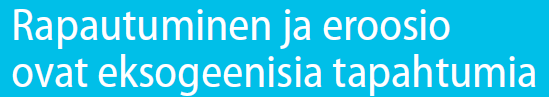 Rapautuminen ja eroosio
ovat eksogeenisia tapahtumia